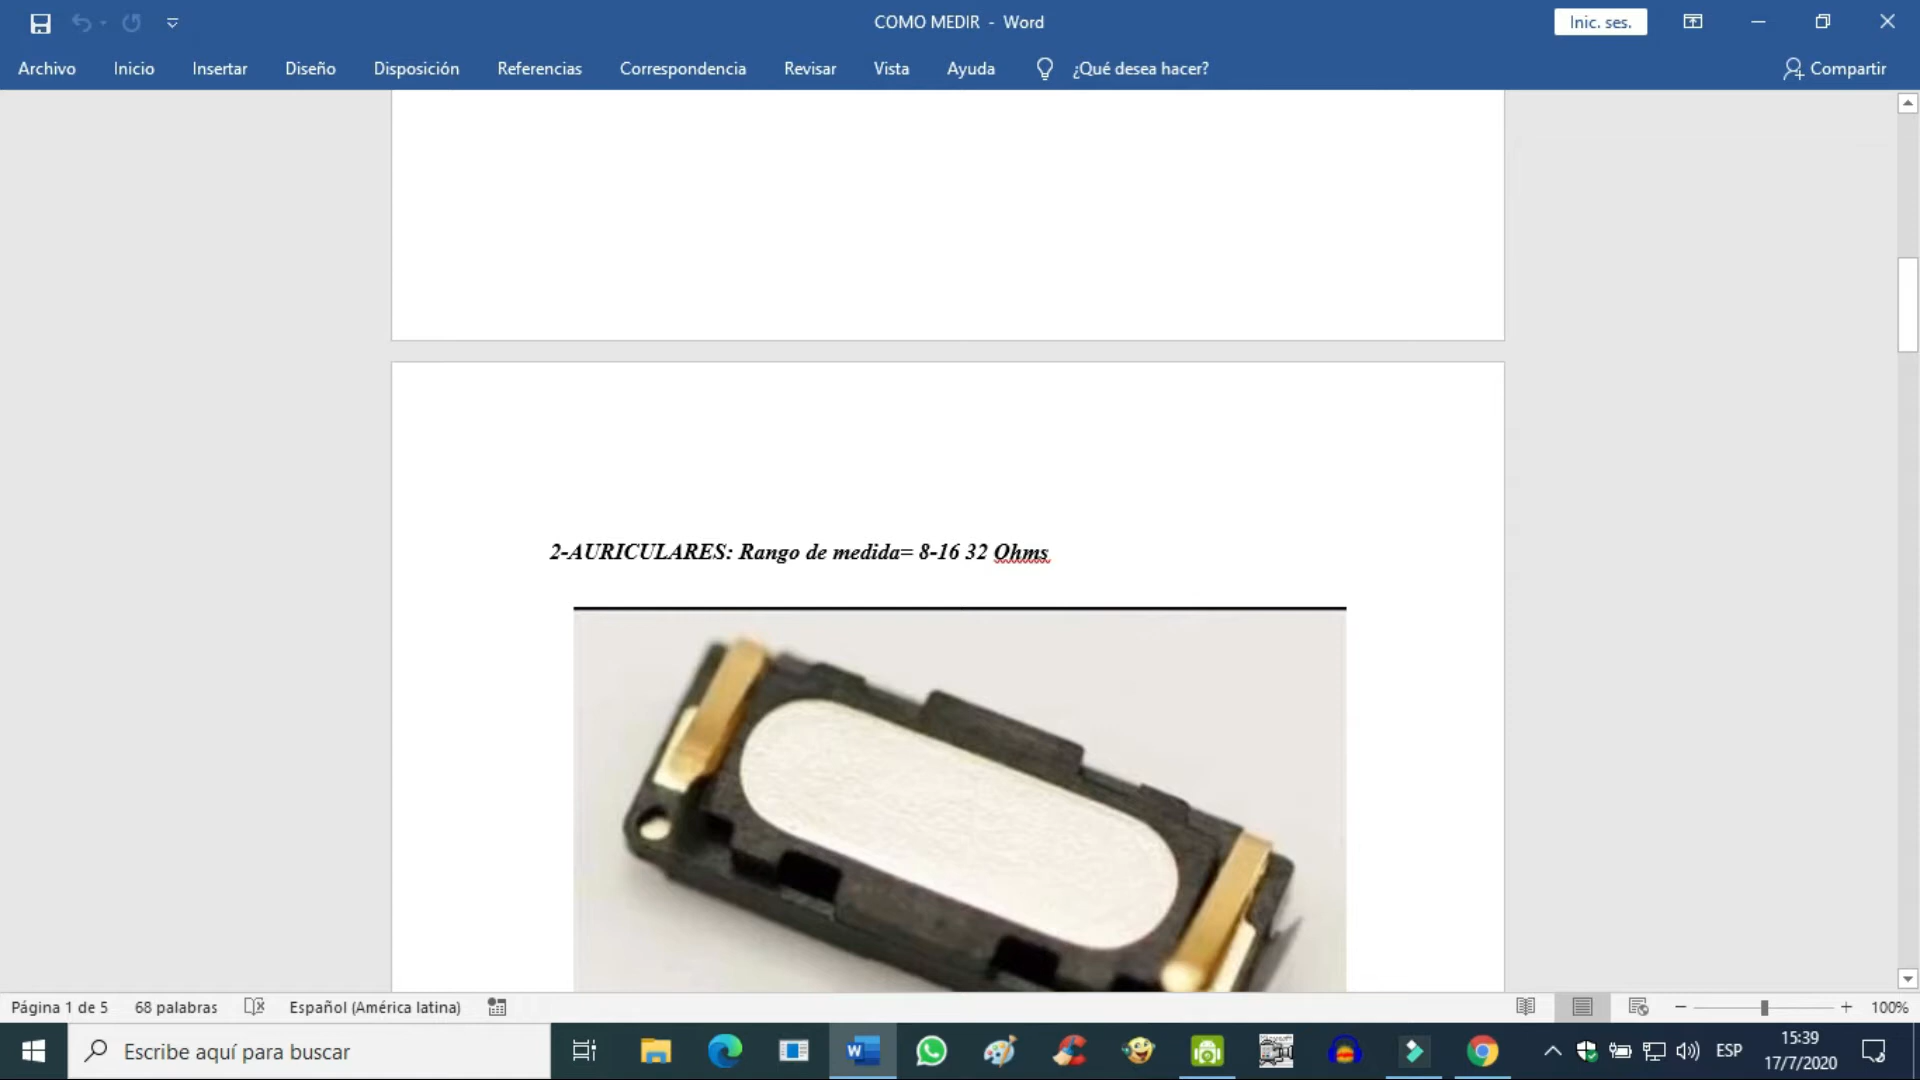 COMO MEDIR - Word
Inic. ses.
Archivo Inicio Insertar Diseño Disposición Referencias Correspondencia Revisar Vista Ayuda ¿Qué desea hacer? Compartir
2-AURICULARES: Rango de medida= 8-16 32 Ohms
Página 1 de 5 68 palabras Español (América latina) 100%
Escribe aquí para buscar
ESP
15:39
17/7/2020